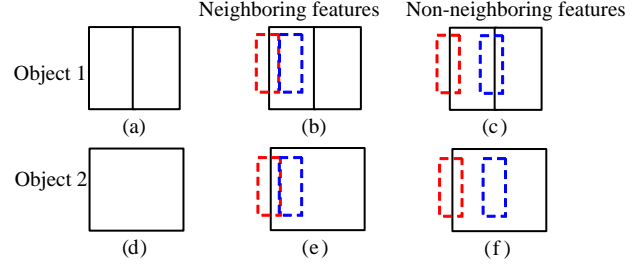 Neighboring features Non-neighboring features
Object 1
(a) (b) (c)
Object 2
(d) (e) (f)